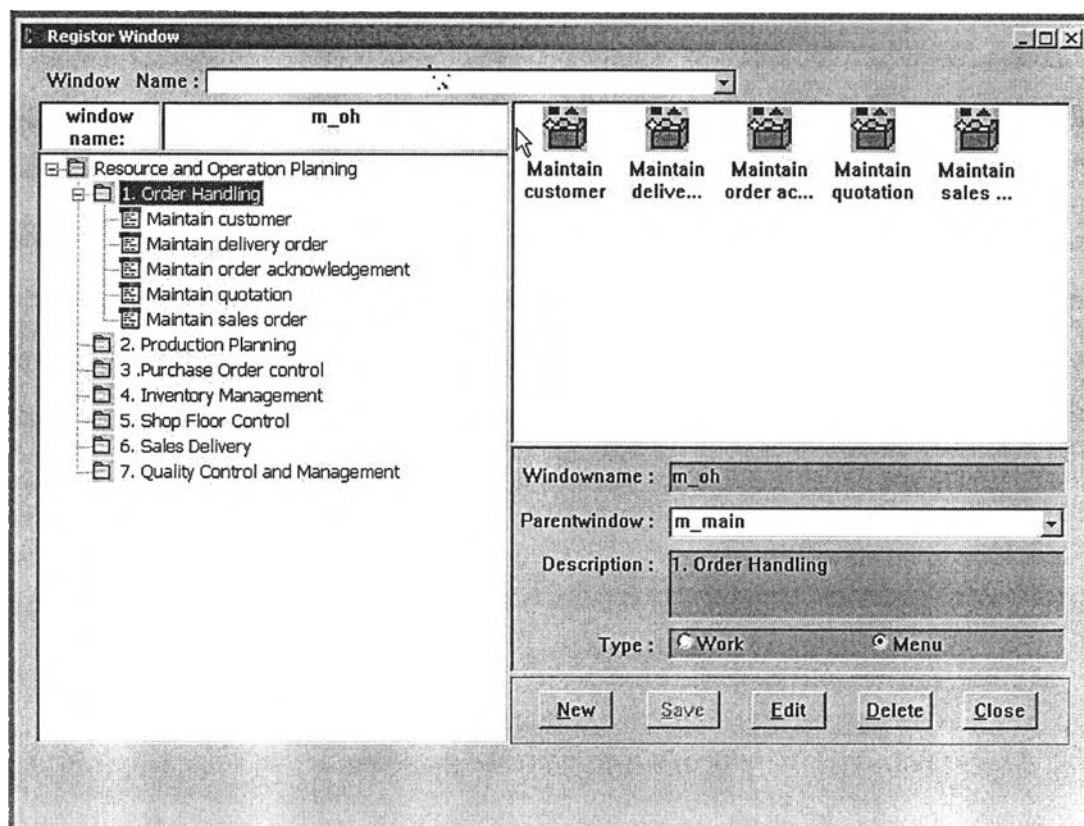 Registor Window
Window Name :
window name:
m_oh
Resource and Operation Planning
1. Order Handling
Maintain customer
Maintain delivery order
Maintain order acknowledgement
Maintain quotation
Maintain sales order
2. Production Planning
3 .Purchase Order control
4. Inventory Management
5. Shop Floor Control
6. Sales Delivery
7. Quality Control and Management
Maintain customer
Maintain delive...
Maintain order ac...
Maintain quotation
Maintain sales ...
Windowname : m_oh
Parentwindow : m_main
Description : 1. Order Handling
Type : Work Menu
New Save Edit Delete Close